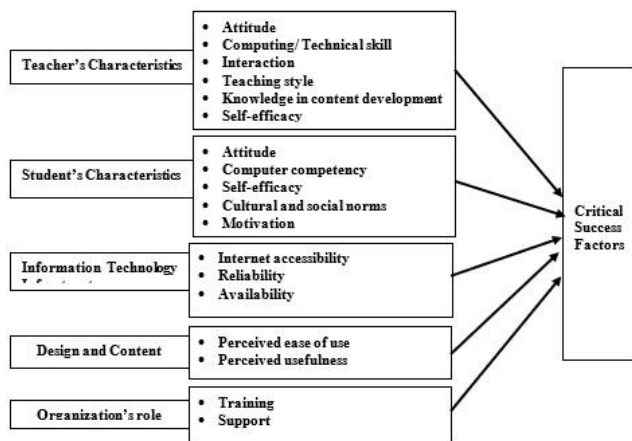 Teacher's Characteristics
• Attitude
• Computing/ Technical skill
• Interaction
• Teaching style
• Knowledge in content development
• Self-efficacy
Student's Characteristics
• Attitude
• Computer competency
• Self-efficacy
• Cultural and social norms
• Motivation
Information Technology
• Internet accessibility
• Reliability
• Availability
Design and Content
• Perceived ease of use
• Perceived usefulness
Organization's role
• Training
• Support
Critical
Success
Factors